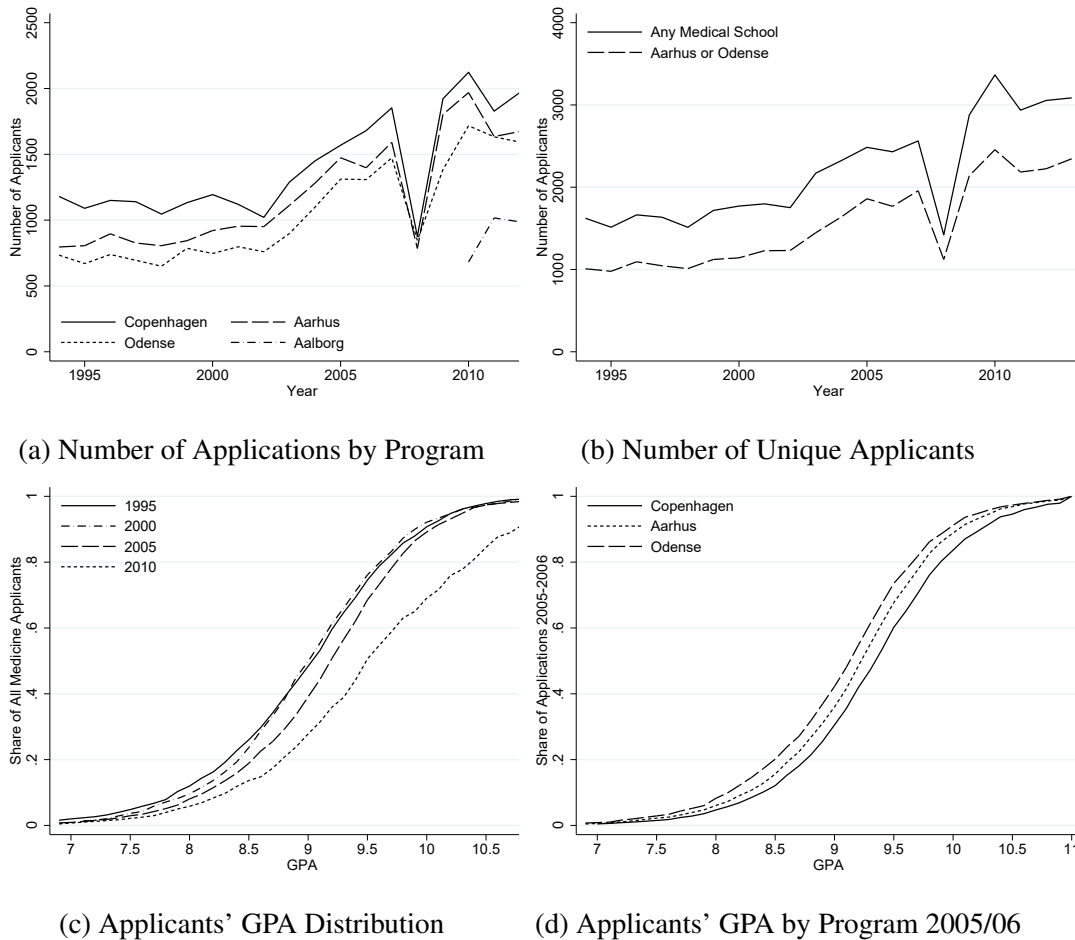 Number of Applicants
2500
2000
1500
1000
500
0
Copenhagen
Aarhus
Odense
Aalborg
1995
2000
2005
2010
Year
(a) Number of Applications by Program
Number of Applicants
4000
3000
2000
1000
0
Any Medical School
Aarhus or Odense
1995
2000
2005
2010
Year
(b) Number of Unique Applicants
Share of All Medicine Applicants
1
.8
.6
.4
.2
0
1995
2000
2005
2010
7
7.5
8
8.5
9
9.5
10
10.5
GPA
(c) Applicants’ GPA Distribution
Share of Applications 2005-2006
1
.8
.6
.4
.2
0
Copenhagen
Aarhus
Odense
7
7.5
8
8.5
9
9.5
10
10.5
11
GPA
(d) Applicants’ GPA by Program 2005/06